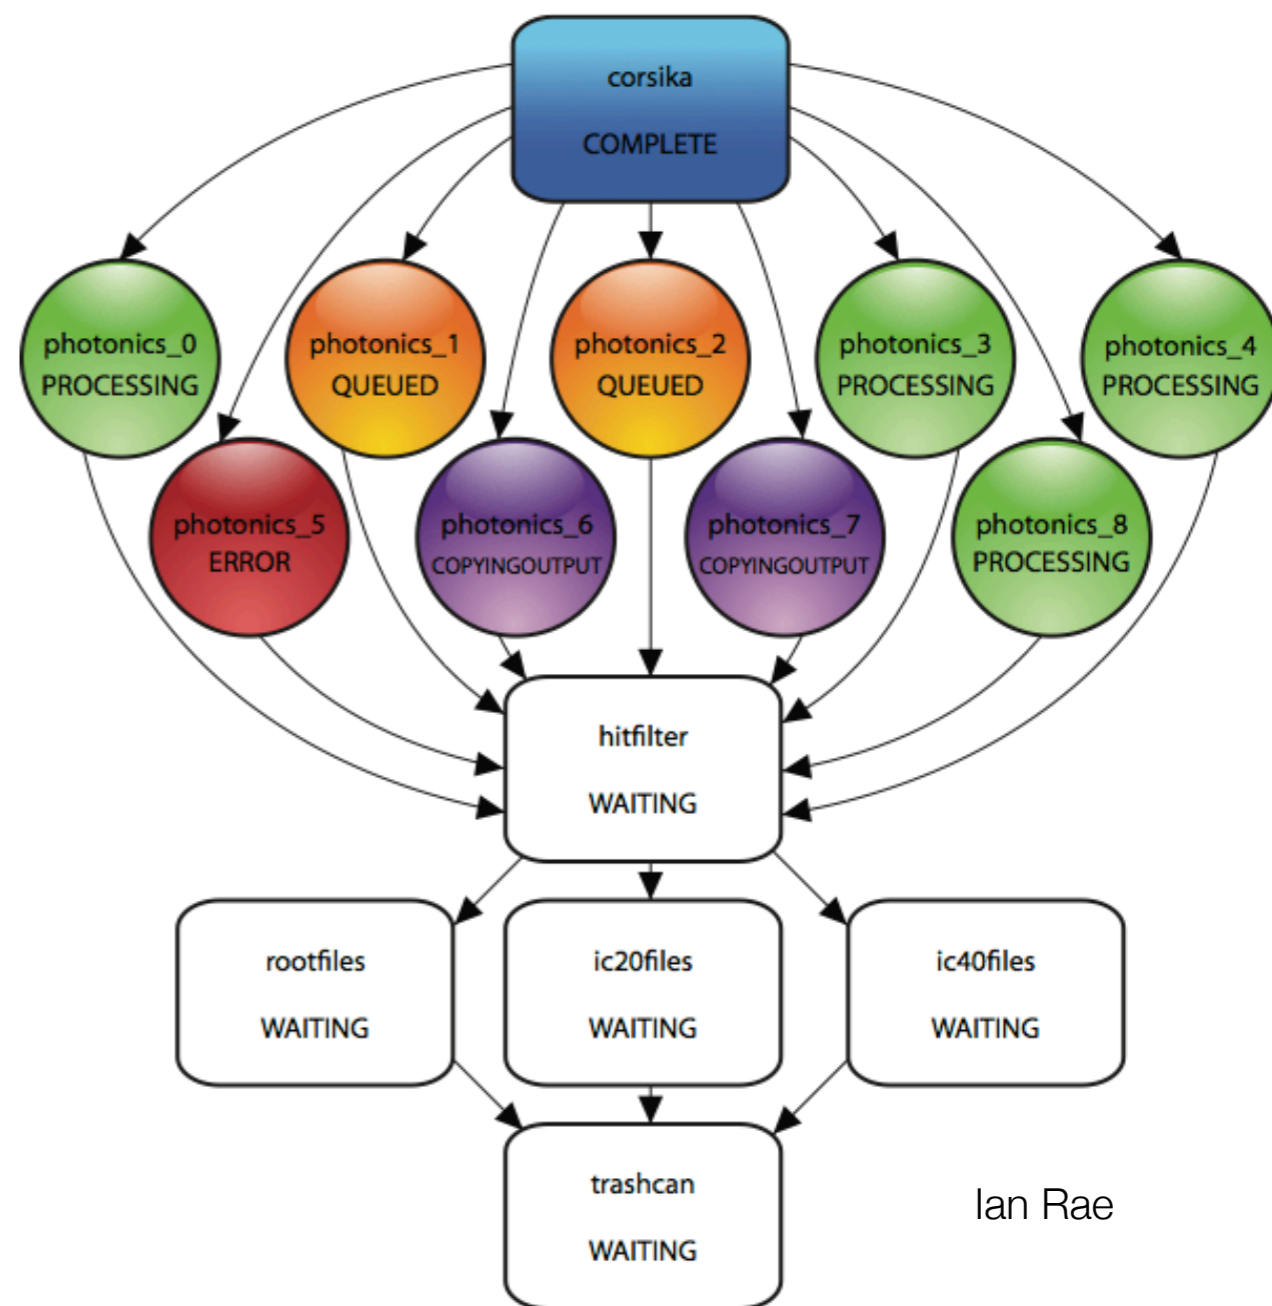 corsika
COMPLETE
photonics_0
PROCESSING
photonics_1
QUEUED
photonics_2
QUEUED
photonics_3
PROCESSING
photonics_4
PROCESSING
photonics_5
ERROR
photonics_6
COPYINGOUTPUT
photonics_7
COPYINGOUTPUT
photonics_8
PROCESSING
hitfilter
WAITING
rootfiles
WAITING
ic20files
WAITING
ic40files
WAITING
trashcan
WAITING
Ian Rae